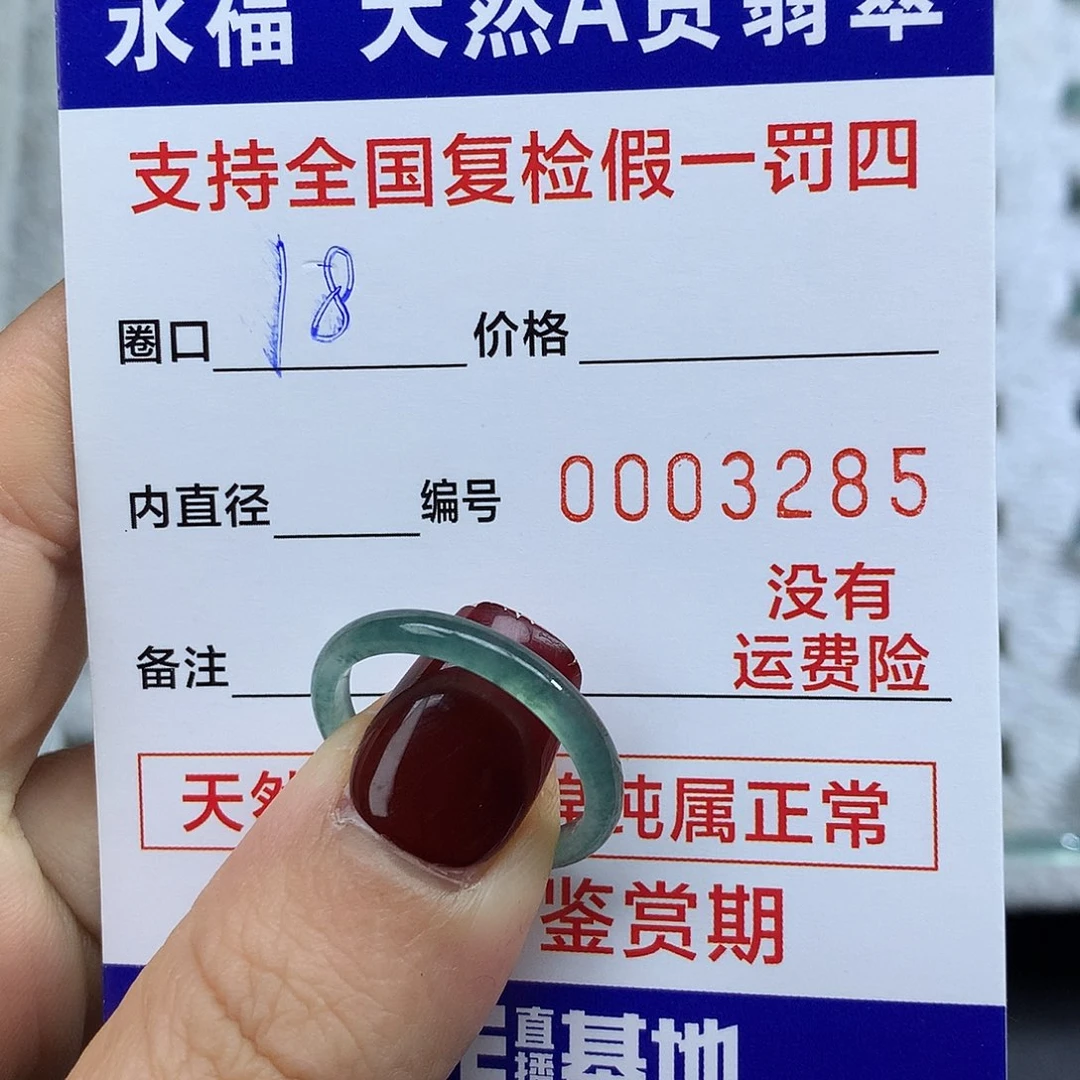 永福 天然A货翡翠
支持全国复检假一罚四
圈口 18 价格
内直径 编号 0003285
没有
备注 运费险
天然 纯属正常
鉴赏期
直播基地